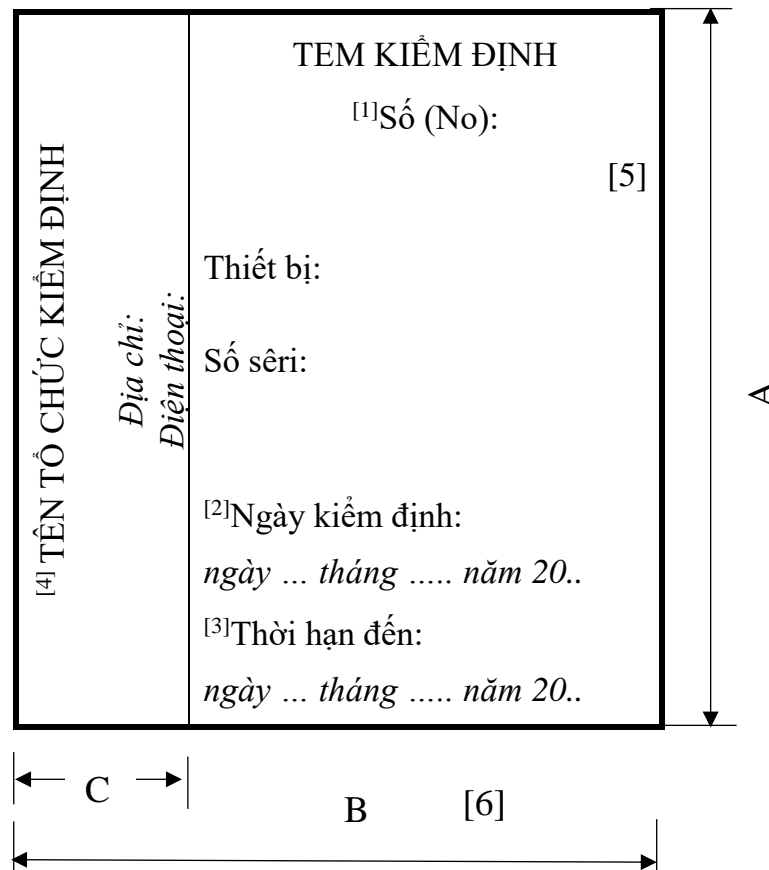 TEM KIỂM ĐỊNH
[1]Số (No):
[5]
Thiết bị:
Số sêri:
[2]Ngày kiểm định:
ngày ... tháng ..... năm 20..
[3]Thời hạn đến:
ngày ... tháng ..... năm 20..
[4] TÊN TỔ CHỨC KIỂM ĐỊNH
Địa chỉ:
Điện thoại:
A
C
B
[6]